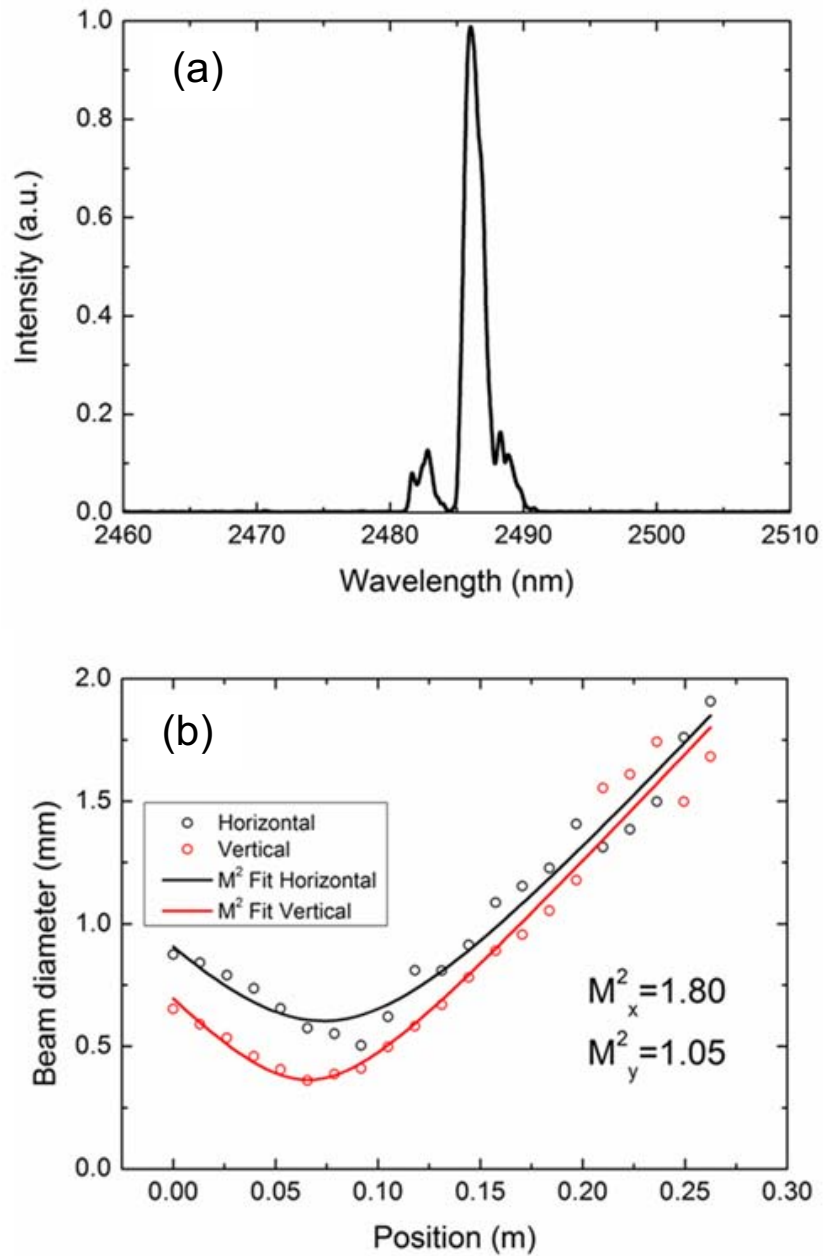 (a)
1.0
0.8
0.6
0.4
0.2
0.0
Intensity (a.u.)
2460 2470 2480 2490 2500 2510
Wavelength (nm)
(b)
2.0
1.5
1.0
0.5
0.0
Beam diameter (mm)
Horizontal
Vertical
M² Fit Horizontal
M² Fit Vertical
M²ₓ=1.80
M²y=1.05
0.00 0.05 0.10 0.15 0.20 0.25 0.30
Position (m)